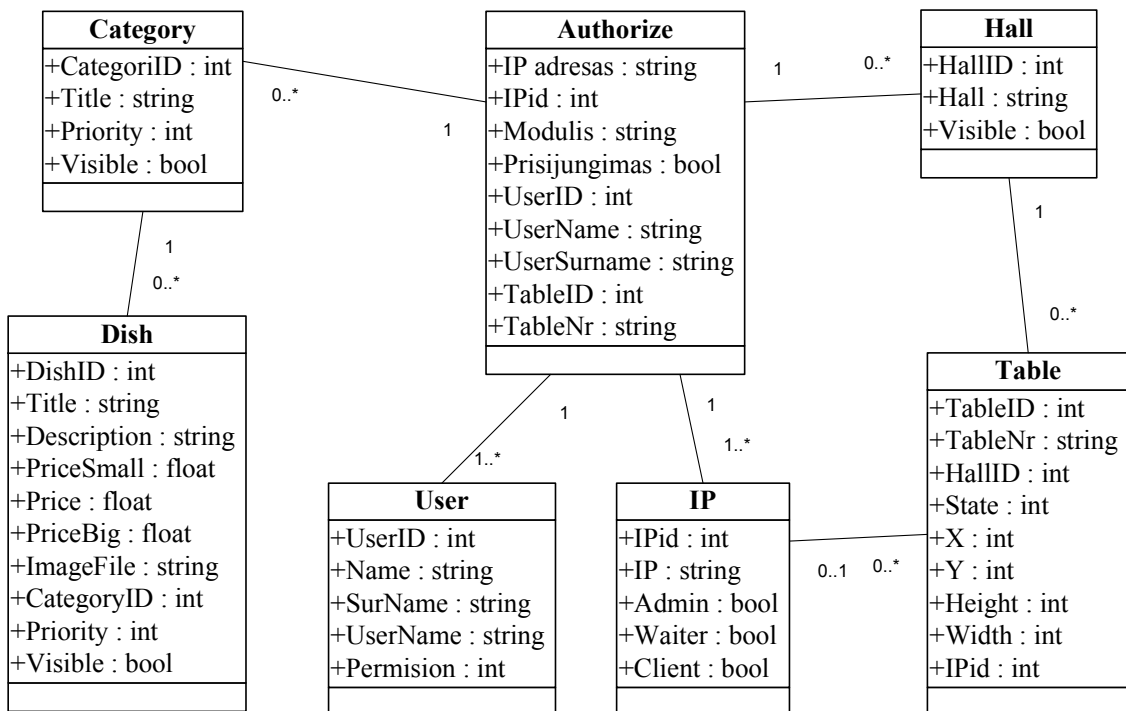 Category
+CategoriID : int
+Title : string
+Priority : int
+Visible : bool
0..*
1
Authorize
+IP adresas : string
+IPid : int
+Modulis : string
+Prisijungimas : bool
+UserID : int
+UserName : string
+UserSurname : string
+TableID : int
+TableNr : string
1
0..*
Hall
+HallID : int
+Hall : string
+Visible : bool
1
0..*
1
0..*
Dish
+DishID : int
+Title : string
+Description : string
+PriceSmall : float
+Price : float
+PriceBig : float
+ImageFile : string
+CategoryID : int
+Priority : int
+Visible : bool
1
1..*
User
+UserID : int
+Name : string
+SurName : string
+UserName : string
+Permision : int
1
1..*
IP
+IPid : int
+IP : string
+Admin : bool
+Waiter : bool
+Client : bool
0..1
0..*
Table
+TableID : int
+TableNr : string
+HallID : int
+State : int
+X : int
+Y : int
+Height : int
+Width : int
+IPid : int